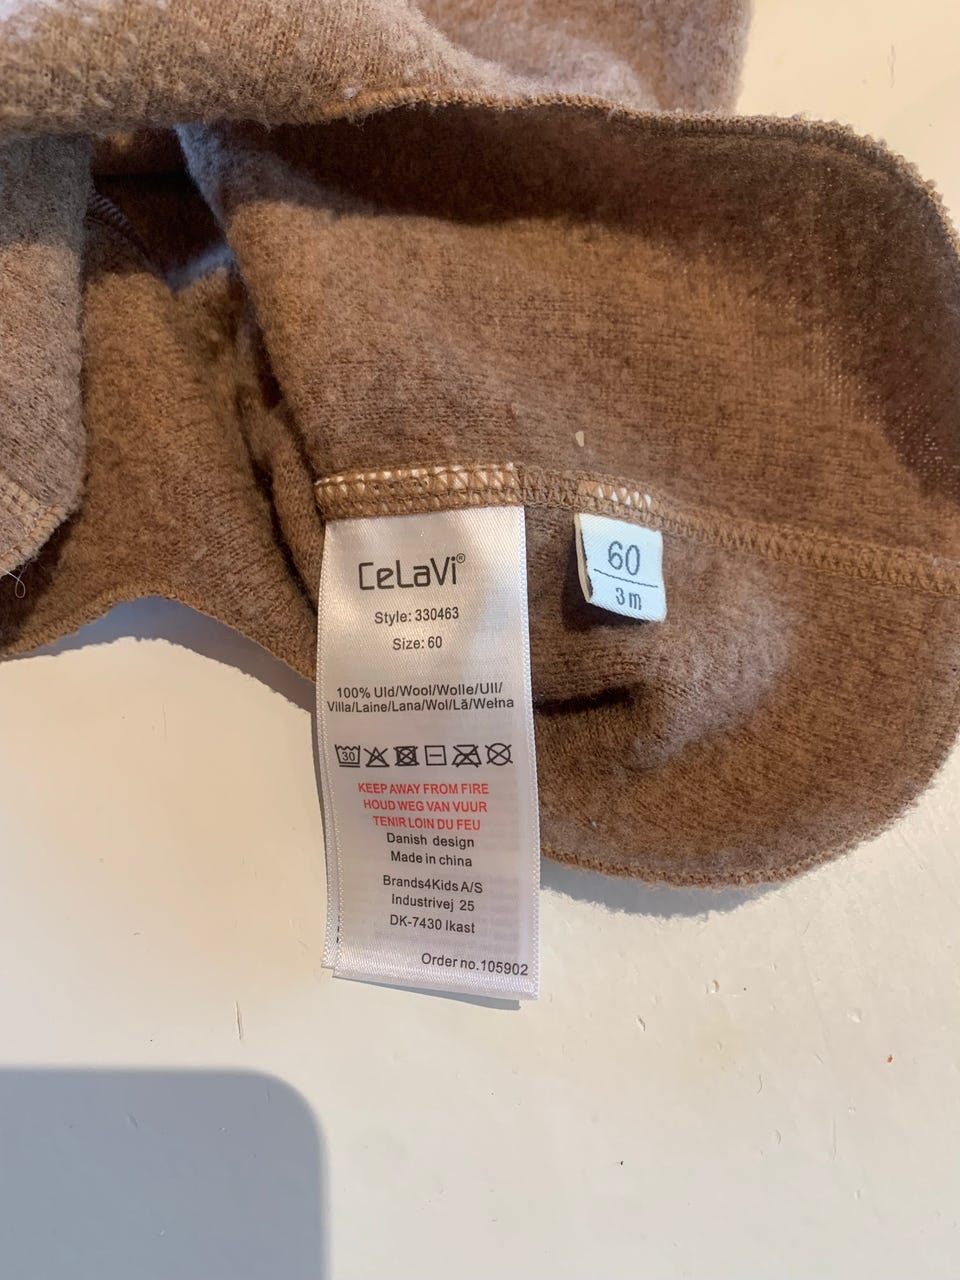 CeLaVi®
Style: 330463
Size: 60
100% Uld/Wool/Wolle/Ull/
Villa/Laine/Lana/Wol/Lă/Wełna
30
KEEP AWAY FROM FIRE
HOUD WEG VAN VUUR
TENIR LOIN DU FEU
Danish design
Made in china
Brands4Kids A/S
Industrivej 25
DK-7430 Ikast
Order no.105902
60
3m